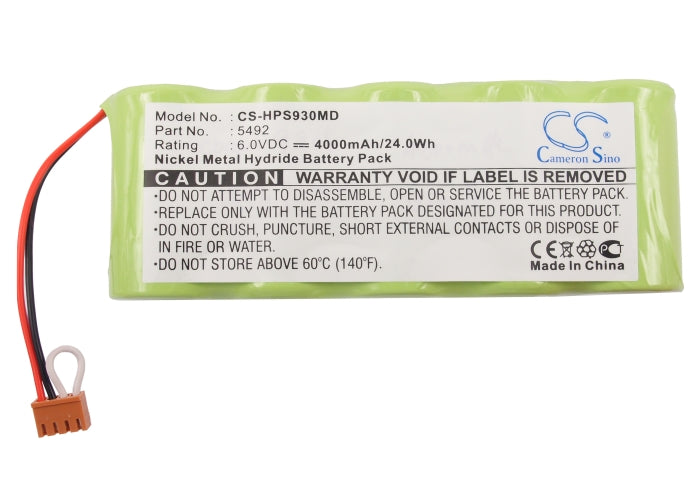 Model No. : CS-HPS930MD
Part No. : 5492
Rating : 6.0VDC ⎓ 4000mAh/24.0Wh
Nickel Metal Hydride Battery Pack
CS
Cameron Sino
CAUTION WARRANTY VOID IF LABEL IS REMOVED
•DO NOT ATTEMPT TO DISASSEMBLE, OPEN OR SERVICE THE BATTERY PACK.
•REPLACE ONLY WITH THE BATTERY PACK DESIGNATED FOR THIS PRODUCT.
•DO NOT CRUSH, PUNCTURE, SHORT EXTERNAL CONTACTS OR DISPOSE OF
IN FIRE OR WATER.
•DO NOT STORE ABOVE 60°C (140°F).
CE PCT
Made In China